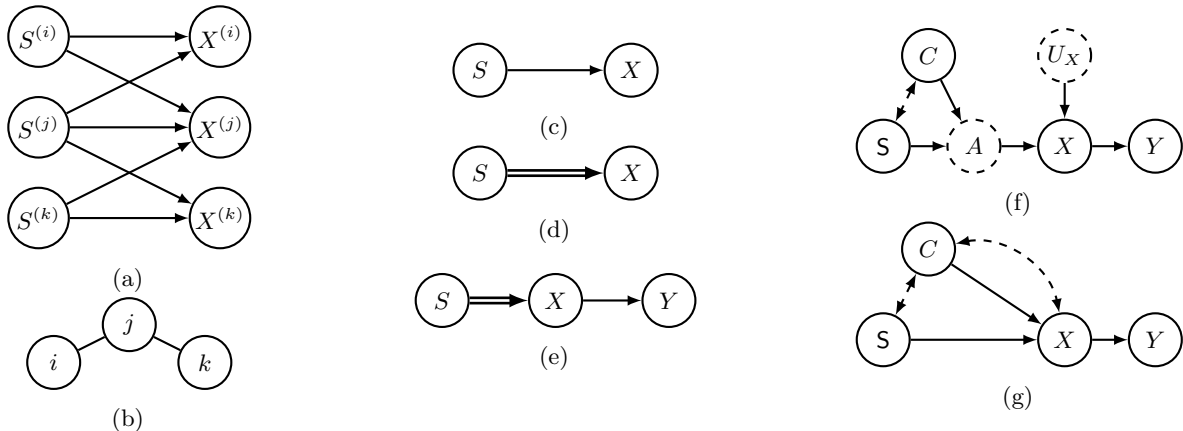 S^{(i)} X^{(i)}
S^{(j)} X^{(j)}
S^{(k)} X^{(k)}
(a)
j
i k
(b)
S X
(c)
S X
(d)
S X Y
(e)
C U_X
S A X Y
(f)
C
S X Y
(g)